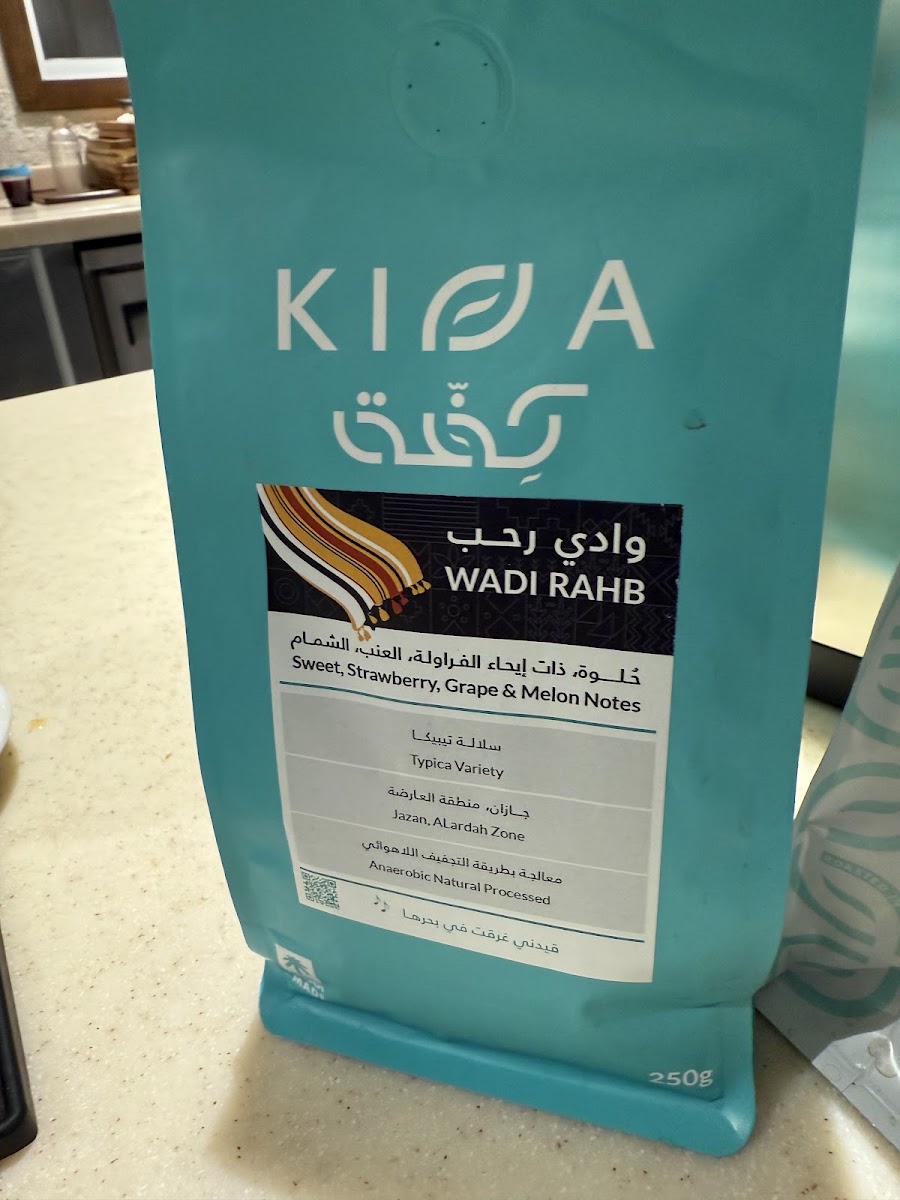 KIFFA
كِفّة
وادي رحب
WADI RAHB
حُلوة، ذات إيحاء الفراولة، العنب، الشمام
Sweet, Strawberry, Grape & Melon Notes
سلالة تيبيكا
Typica Variety
جازان، منطقة العارضة
Jazan, ALardah Zone
معالجة بطريقة التجفيف اللاهوائي
Anaerobic Natural Processed
قيدني غرقت في بحرها
MADE
250g
ROASTED